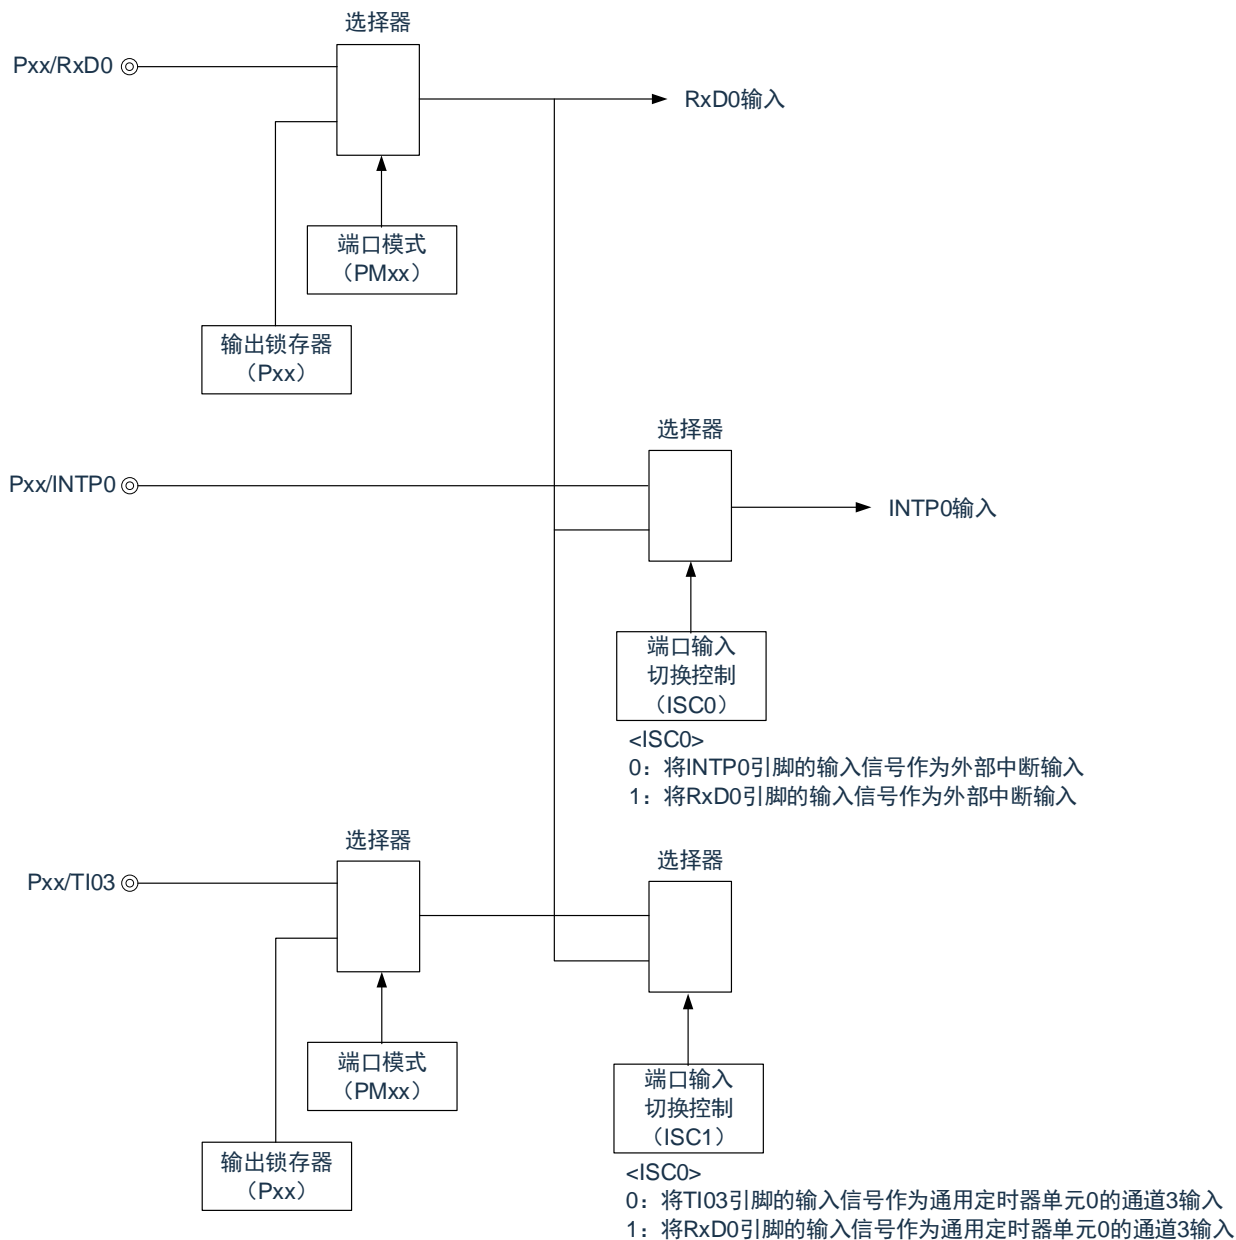 选择器
Pxx/RxD0
RxD0输入
端口模式
（PMxx）
输出锁存器
（Pxx）
选择器
Pxx/INTP0
INTP0输入
端口输入
切换控制
（ISC0）
<ISC0>
0：将INTP0引脚的输入信号作为外部中断输入
1：将RxD0引脚的输入信号作为外部中断输入
选择器
选择器
Pxx/TI03
端口模式
（PMxx）
端口输入
切换控制
（ISC1）
输出锁存器
（Pxx）
<ISC0>
0：将TI03引脚的输入信号作为通用定时器单元0的通道3输入
1：将RxD0引脚的输入信号作为通用定时器单元0的通道3输入